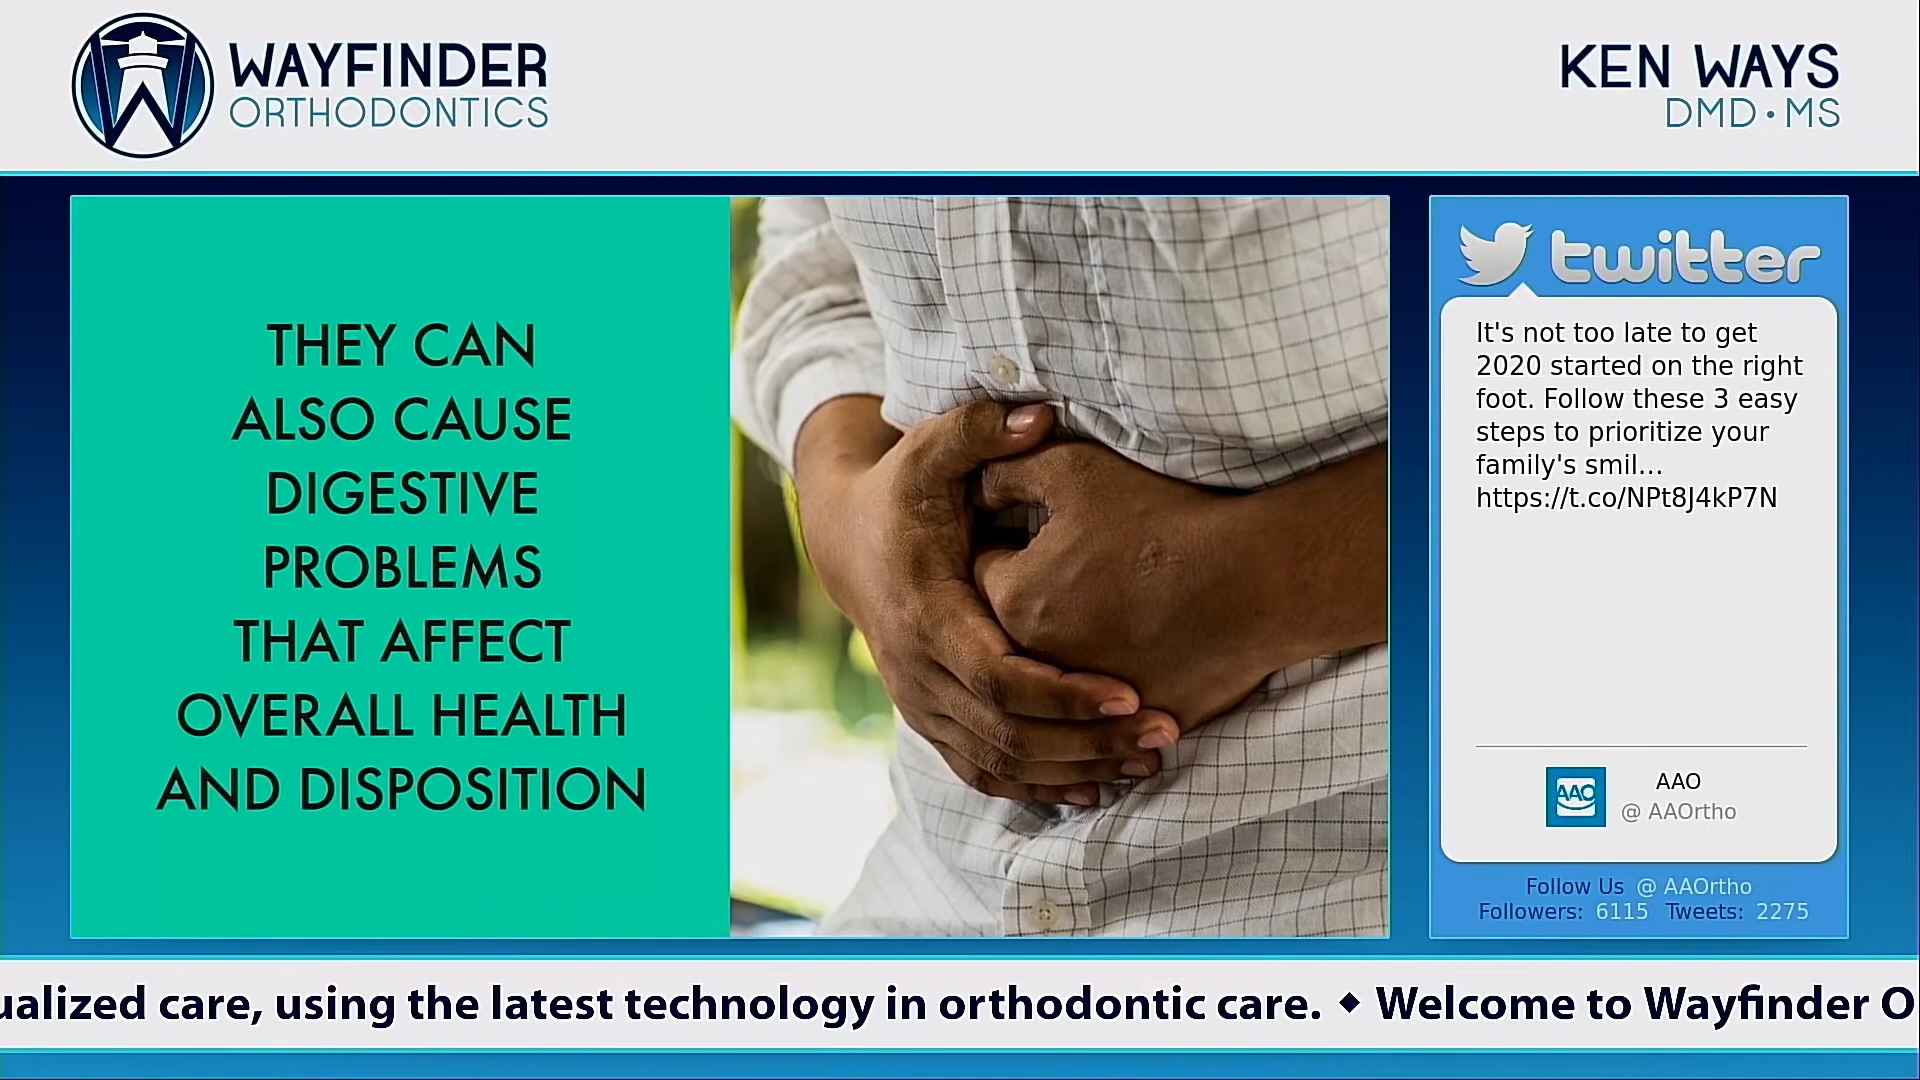 WAYFINDER
ORTHODONTICS
KEN WAYS
DMD • MS
THEY CAN
ALSO CAUSE
DIGESTIVE
PROBLEMS
THAT AFFECT
OVERALL HEALTH
AND DISPOSITION
twitter
It's not too late to get
2020 started on the right
foot. Follow these 3 easy
steps to prioritize your
family's smil...
https://t.co/NPt8J4kP7N
AAO
AAO
@ AAOrtho
Follow Us @ AAOrtho
Followers: 6115 Tweets: 2275
ualized care, using the latest technology in orthodontic care. ◆ Welcome to Wayfinder O